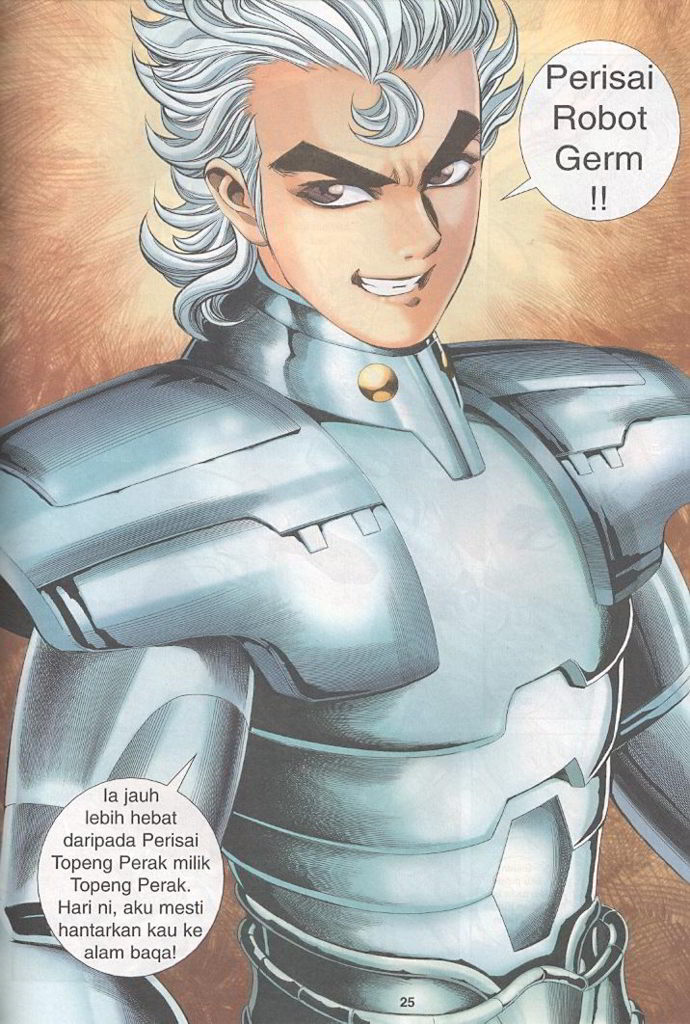 Perisai
Robot
Germ
!!
Ia jauh
lebih hebat
daripada Perisai
Topeng Perak milik
Topeng Perak.
Hari ni, aku mesti
hantarkan kau ke
alam baqa!
25